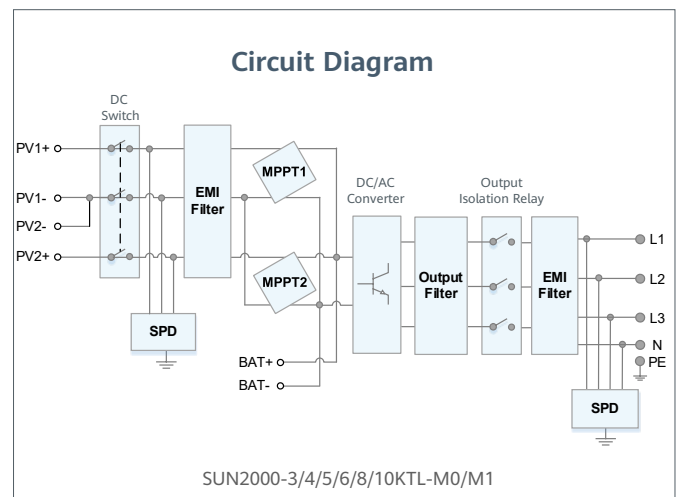 Circuit Diagram
DC
Switch
PV1+
PV1-
PV2-
PV2+
EMI
Filter
MPPT1
MPPT2
SPD
BAT+
BAT-
DC/AC
Converter
Output
Filter
Output
Isolation Relay
EMI
Filter
L1
L2
L3
N
PE
SPD
SUN2000-3/4/5/6/8/10KTL-M0/M1